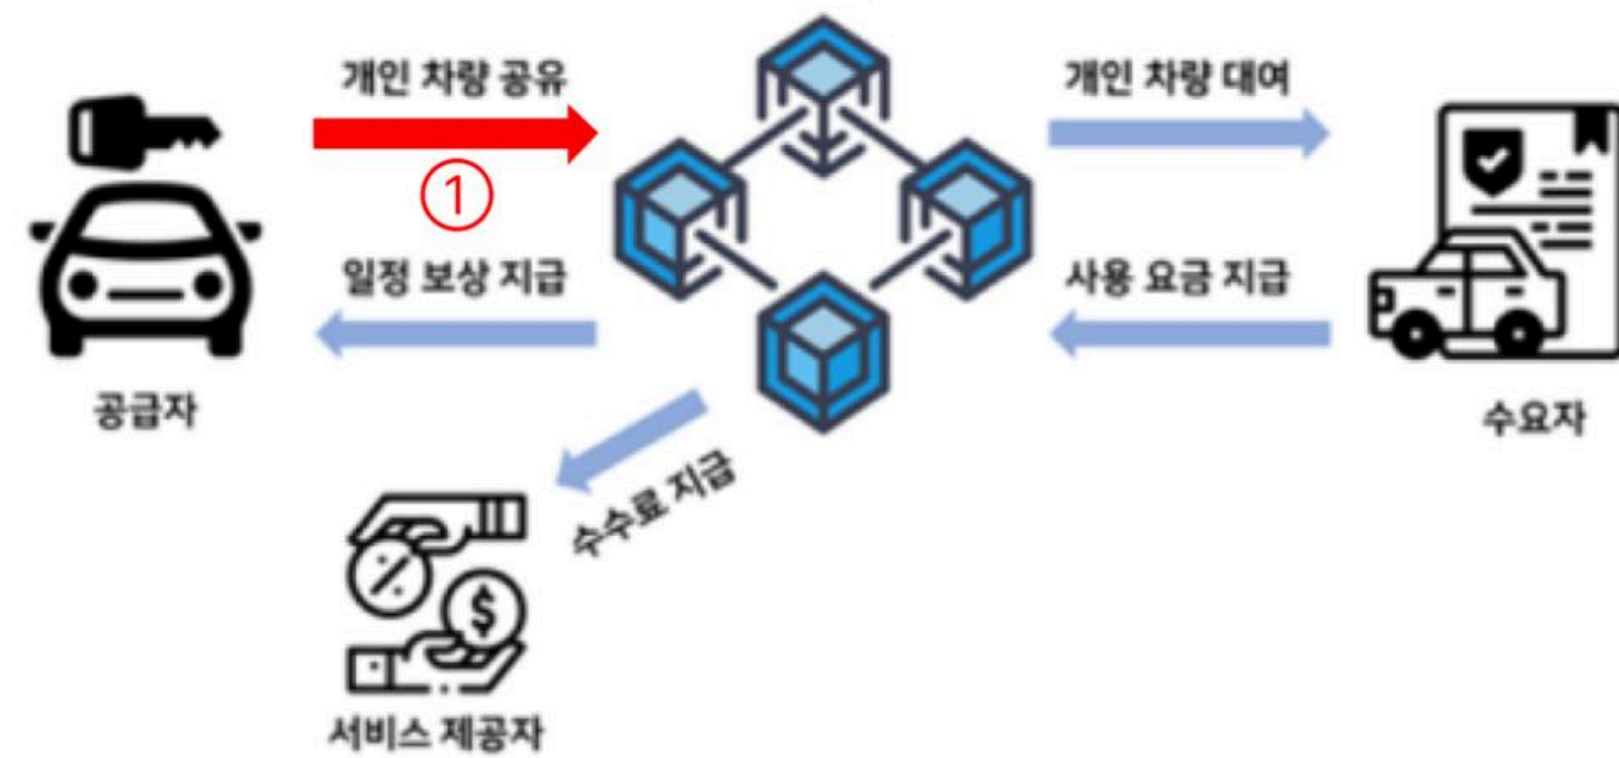 개인 차량 공유
개인 차량 대여
①
일정 보상 지급
사용 요금 지급
공급자
수요자
수수료 지급
서비스 제공자